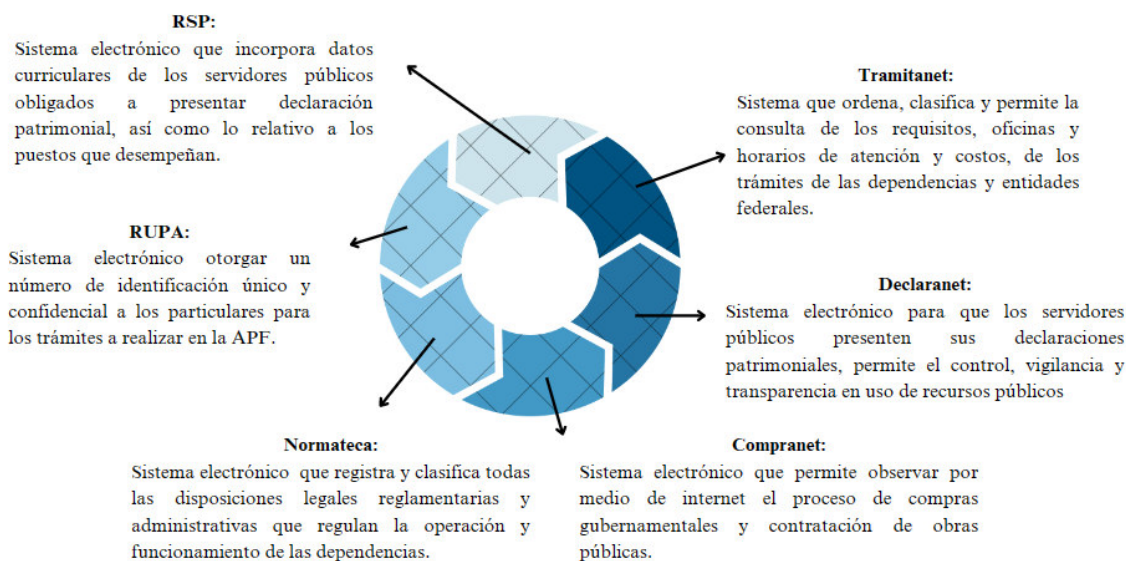 RSP:
Sistema electrónico que incorpora datos
curriculares de los servidores públicos
obligados a presentar declaración
patrimonial, así como lo relativo a los
puestos que desempeñan.
Tramitanet:
Sistema que ordena, clasifica y permite la
consulta de los requisitos, oficinas y
horarios de atención y costos, de los
trámites de las dependencias y entidades
federales.
RUPA:
Sistema electrónico otorgar un
número de identificación único y
confidencial a los particulares para
los trámites a realizar en la APF.
Declaranet:
Sistema electrónico para que los servidores
públicos presenten sus declaraciones
patrimoniales, permite el control, vigilancia y
transparencia en uso de recursos públicos
Normateca:
Sistema electrónico que registra y clasifica todas
las disposiciones legales reglamentarias y
administrativas que regulan la operación y
funcionamiento de las dependencias.
Compranet:
Sistema electrónico que permite observar por
medio de internet el proceso de compras
gubernamentales y contratación de obras
públicas.